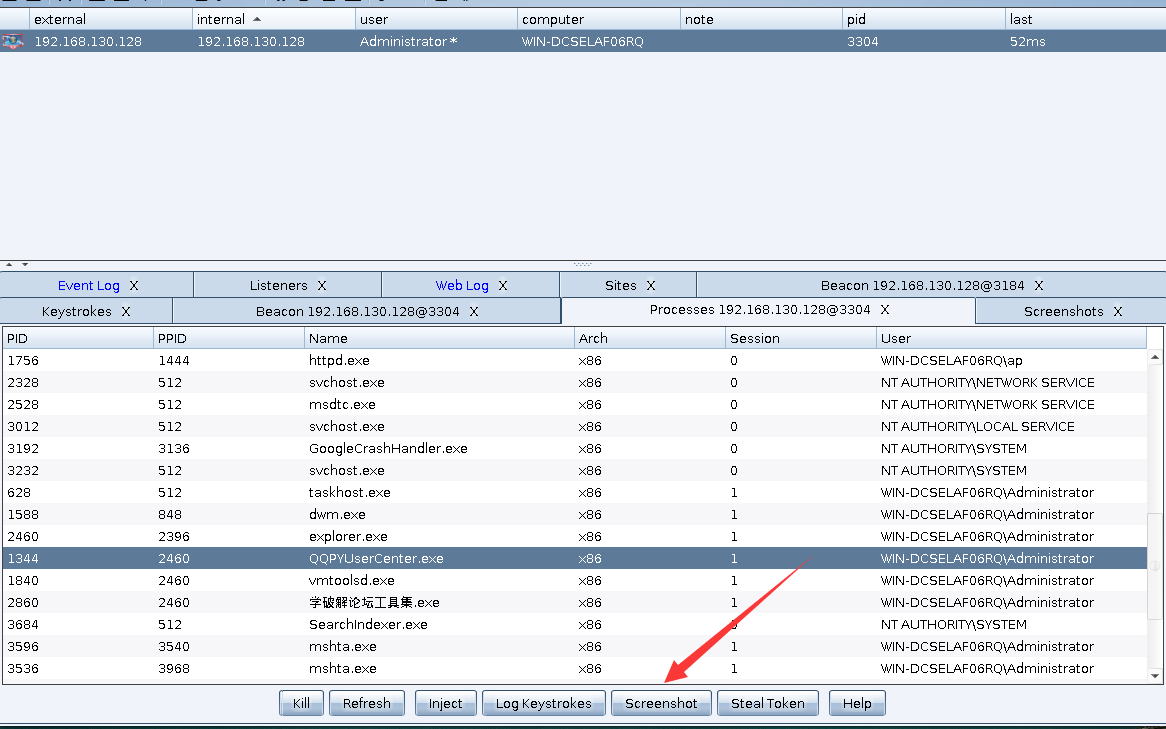 external internal user computer note pid last
192.168.130.128 192.168.130.128 Administrator * WIN-DCSELAF06RQ 3304 52ms
Event Log X Listeners X Web Log X Sites X Beacon 192.168.130.128@3184 X
Keystrokes X Beacon 192.168.130.128@3304 X Processes 192.168.130.128@3304 X Screenshots X
PID PPID Name Arch Session User
1756 1444 httpd.exe x86 0 WIN-DCSELAF06RQ\ap
2328 512 svchost.exe x86 0 NT AUTHORITY\NETWORK SERVICE
2528 512 msdtc.exe x86 0 NT AUTHORITY\NETWORK SERVICE
3012 512 svchost.exe x86 0 NT AUTHORITY\LOCAL SERVICE
3192 3136 GoogleCrashHandler.exe x86 0 NT AUTHORITY\SYSTEM
3232 512 svchost.exe x86 0 NT AUTHORITY\SYSTEM
628 512 taskhost.exe x86 1 WIN-DCSELAF06RQ\Administrator
1588 848 dwm.exe x86 1 WIN-DCSELAF06RQ\Administrator
2460 2396 explorer.exe x86 1 WIN-DCSELAF06RQ\Administrator
1344 2460 QQPYUserCenter.exe x86 1 WIN-DCSELAF06RQ\Administrator
1840 2460 vmtoolsd.exe x86 1 WIN-DCSELAF06RQ\Administrator
2860 2460 学破解论坛工具集.exe x86 1 WIN-DCSELAF06RQ\Administrator
3684 512 SearchIndexer.exe x86 0 NT AUTHORITY\SYSTEM
3596 3540 mshta.exe x86 1 WIN-DCSELAF06RQ\Administrator
3536 3968 mshta.exe x86 1 WIN-DCSELAF06RQ\Administrator
Kill Refresh Inject Log Keystrokes Screenshot Steal Token Help